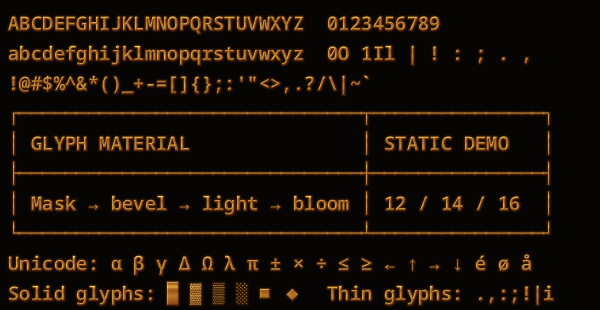 ABCDEFGHIJKLMNOPQRSTUVWXYZ  0123456789
abcdefghijklmnopqrstuvwxyz  0O 1Il | ! : ; . ,
!@#$%^&*()_+-=[]{};:'"<>,.?/\|~`
GLYPH MATERIAL │ STATIC DEMO
Mask → bevel → light → bloom │ 12 / 14 / 16
Unicode: α β γ Δ Ω λ π ± × ÷ ≤ ≥ ← ↑ → ↓ é ø å
Solid glyphs: █ ▓ ▒ ░ ■ ◆  Thin glyphs: .,:;!|i